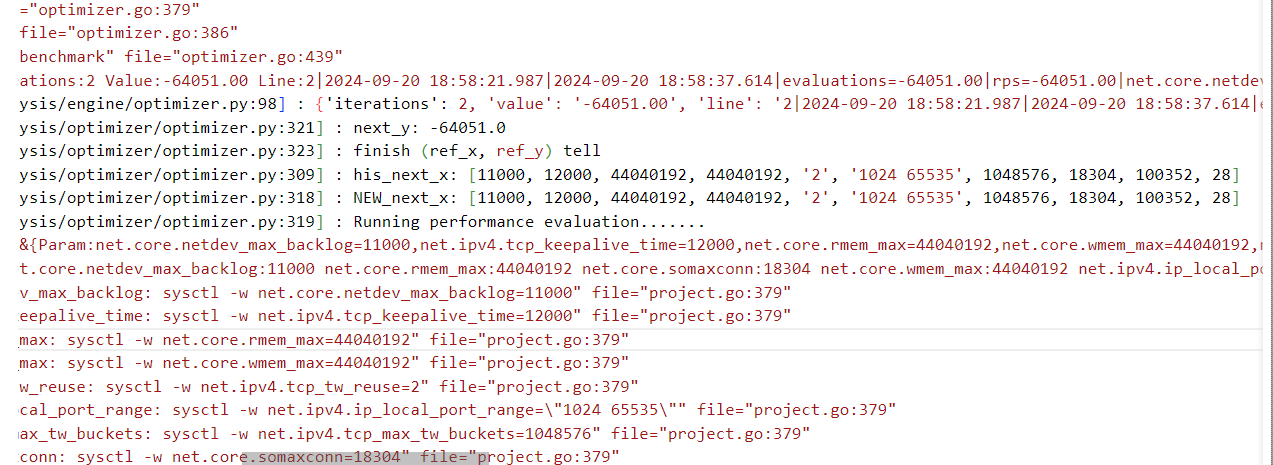 ="optimizer.go:379"
file="optimizer.go:386"
benchmark" file="optimizer.go:439"
ations:2 Value:-64051.00 Line:2|2024-09-20 18:58:21.987|2024-09-20 18:58:37.614|evaluations=-64051.00|rps=-64051.00|net.core.netdev
ysis/engine/optimizer.py:98] : {'iterations': 2, 'value': '-64051.00', 'line': '2|2024-09-20 18:58:21.987|2024-09-20 18:58:37.614|e
ysis/optimizer/optimizer.py:321] : next_y: -64051.0
ysis/optimizer/optimizer.py:323] : finish (ref_x, ref_y) tell
ysis/optimizer/optimizer.py:309] : his_next_x: [11000, 12000, 44040192, 44040192, '2', '1024 65535', 1048576, 18304, 100352, 28]
ysis/optimizer/optimizer.py:318] : NEW_next_x: [11000, 12000, 44040192, 44040192, '2', '1024 65535', 1048576, 18304, 100352, 28]
ysis/optimizer/optimizer.py:319] : Running performance evaluation.......
&{Param:net.core.netdev_max_backlog=11000,net.ipv4.tcp_keepalive_time=12000,net.core.rmem_max=44040192,net.core.wmem_max=44040192,
t.core.netdev_max_backlog:11000 net.core.rmem_max:44040192 net.core.somaxconn:18304 net.core.wmem_max:44040192 net.ipv4.ip_local_po
v_max_backlog: sysctl -w net.core.netdev_max_backlog=11000" file="project.go:379"
eepalive_time: sysctl -w net.ipv4.tcp_keepalive_time=12000" file="project.go:379"
max: sysctl -w net.core.rmem_max=44040192" file="project.go:379"
max: sysctl -w net.core.wmem_max=44040192" file="project.go:379"
w_reuse: sysctl -w net.ipv4.tcp_tw_reuse=2" file="project.go:379"
cal_port_range: sysctl -w net.ipv4.ip_local_port_range=\"1024 65535\"" file="project.go:379"
ax_tw_buckets: sysctl -w net.ipv4.tcp_max_tw_buckets=1048576" file="project.go:379"
conn: sysctl -w net.core.somaxconn=18304" file="project.go:379"